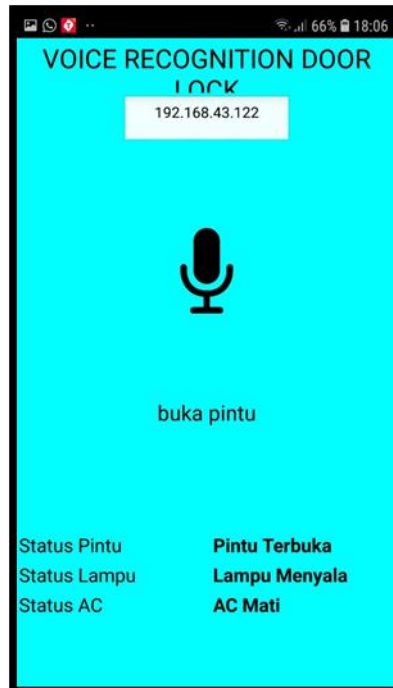 66% 18:06
VOICE RECOGNITION DOOR
LOCK
192.168.43.122
buka pintu
Status Pintu Pintu Terbuka
Status Lampu Lampu Menyala
Status AC AC Mati